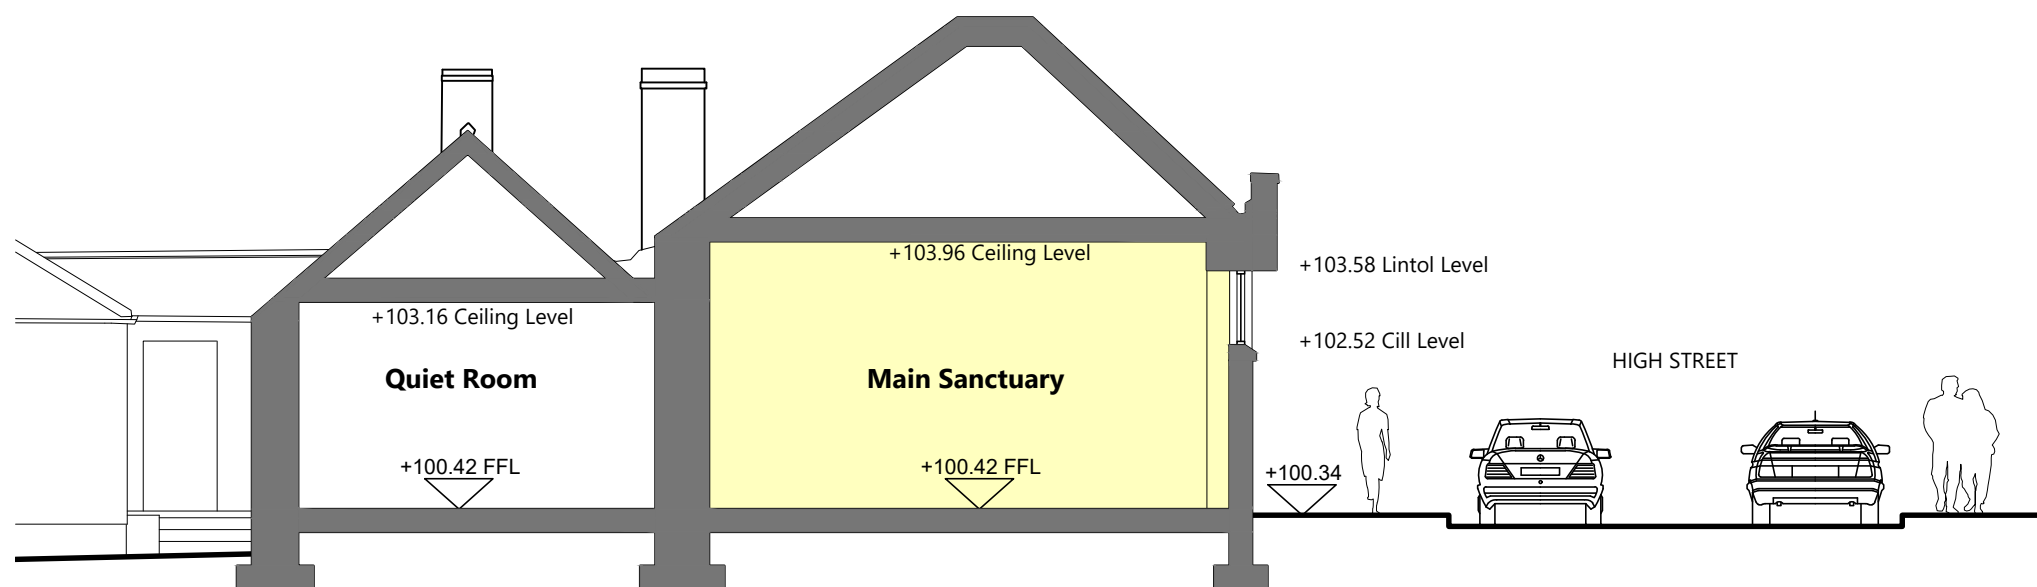 +103.96 Ceiling Level
+103.58 Lintol Level
+103.16 Ceiling Level
+102.52 Cill Level
HIGH STREET
Quiet Room
Main Sanctuary
+100.42 FFL
+100.42 FFL
+100.34